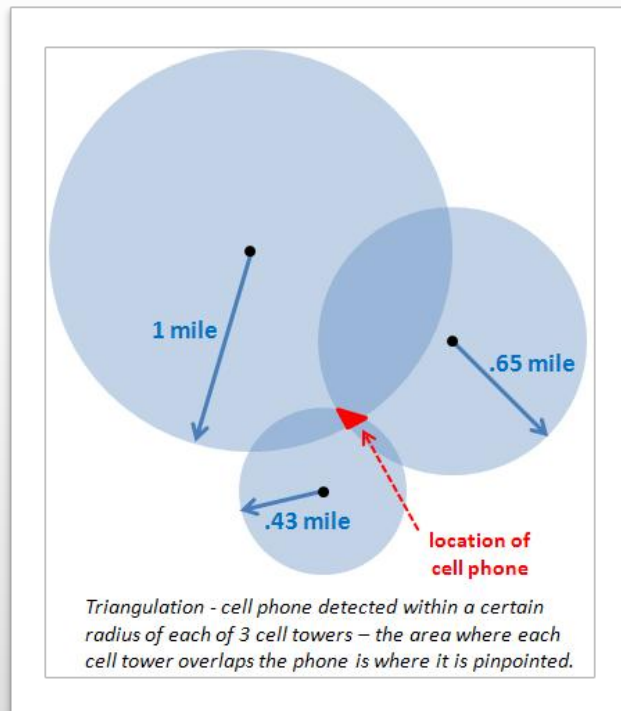 1 mile
.65 mile
.43 mile
location of
cell phone
Triangulation - cell phone detected within a certain
radius of each of 3 cell towers – the area where each
cell tower overlaps the phone is where it is pinpointed.